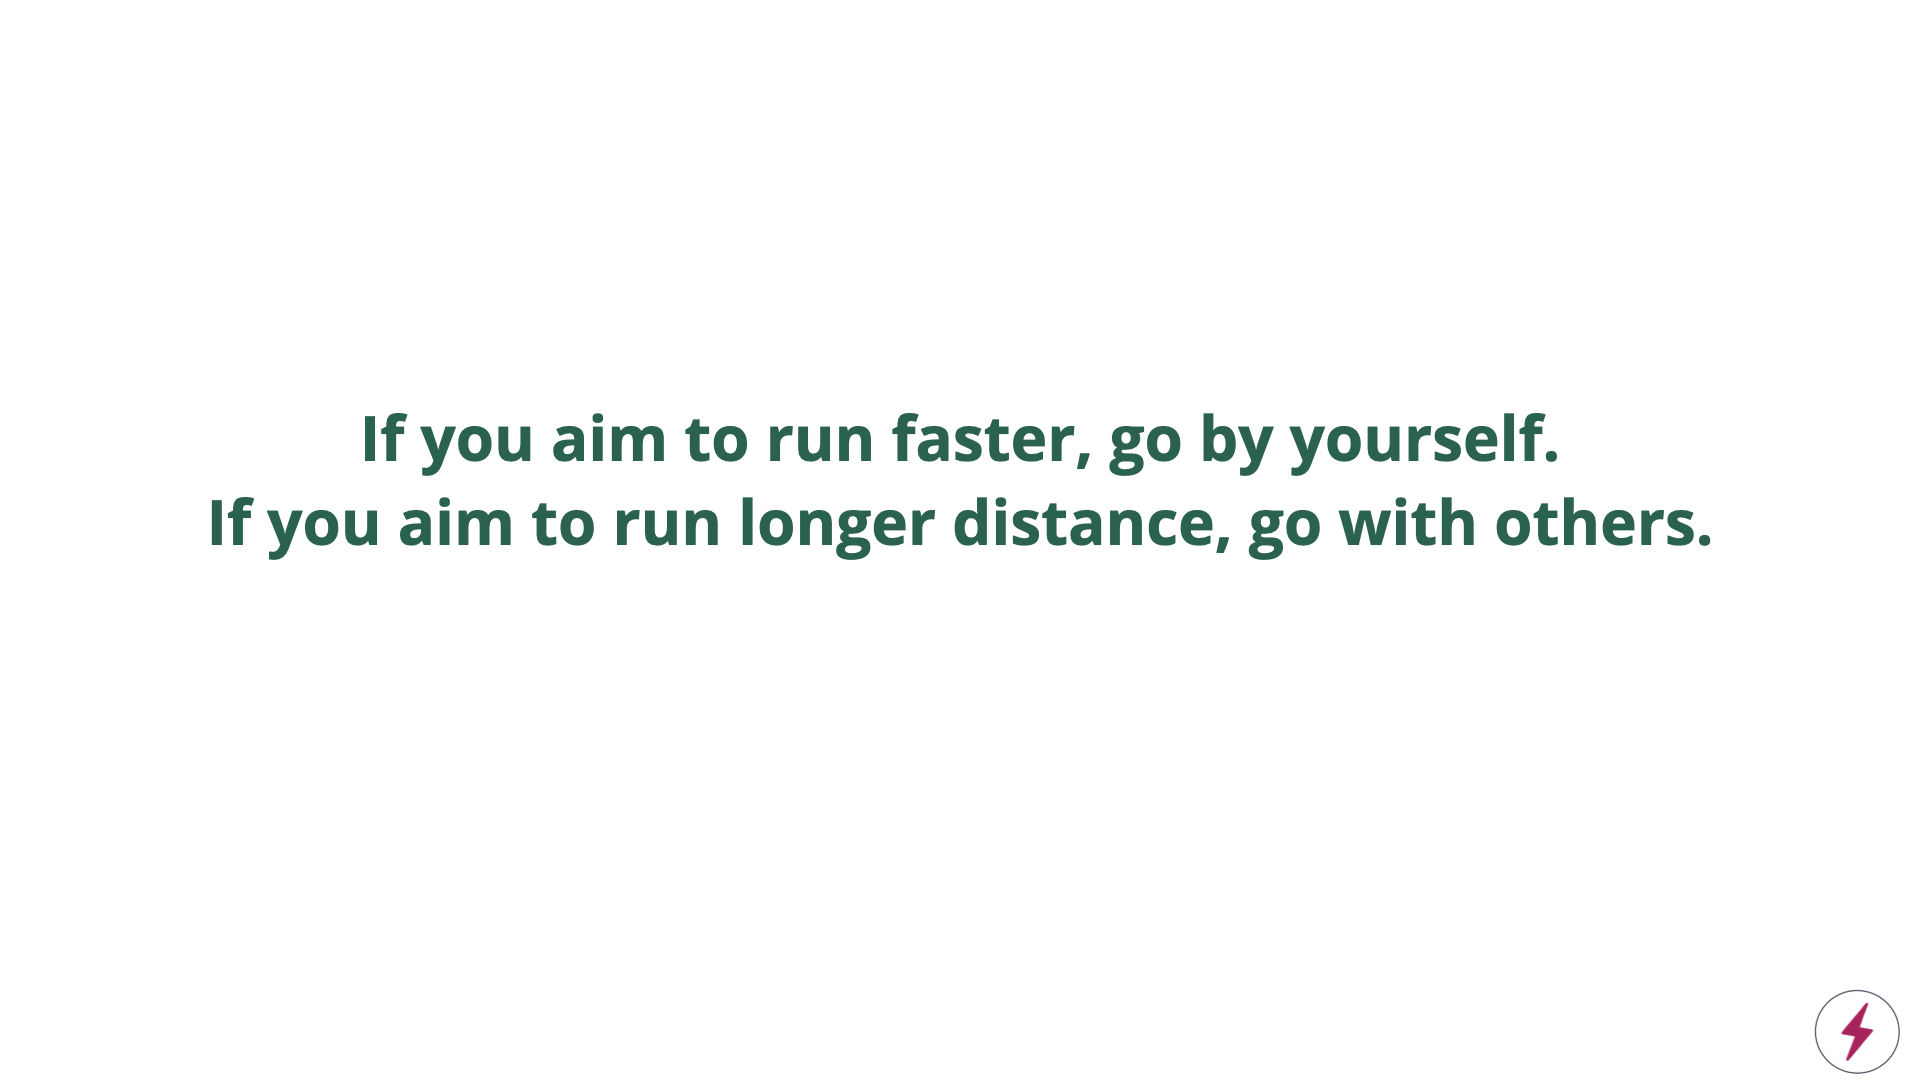 If you aim to run faster, go by yourself.
If you aim to run longer distance, go with others.